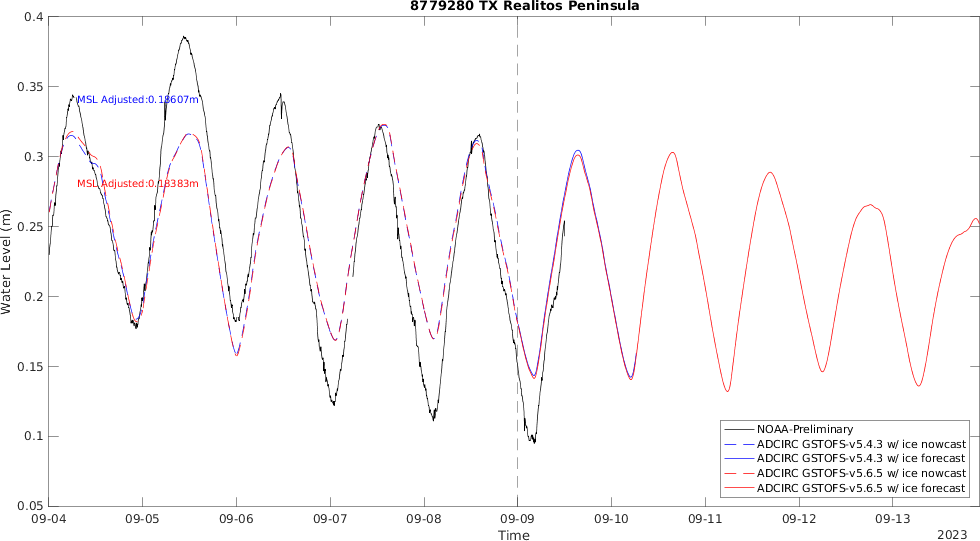 8779280 TX Realitos Peninsula
0.4
0.35
0.3
0.25
0.2
0.15
0.1
0.05
Water Level (m)
MSL Adjusted:0.18607m
MSL Adjusted:0.18383m
NOAA-Preliminary
ADCIRC GSTOFS-v5.4.3 w/ ice nowcast
ADCIRC GSTOFS-v5.4.3 w/ ice forecast
ADCIRC GSTOFS-v5.6.5 w/ ice nowcast
ADCIRC GSTOFS-v5.6.5 w/ ice forecast
09-04 09-05 09-06 09-07 09-08 09-09 09-10 09-11 09-12 09-13
Time
2023